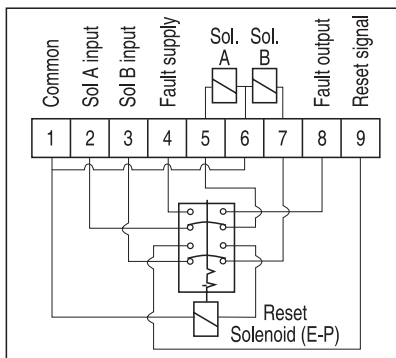 Common
Sol A input
Sol B input
Fault supply
Sol.
A
Sol.
B
Fault output
Reset signal
1 2 3 4 5 6 7 8 9
Reset
Solenoid (E-P)